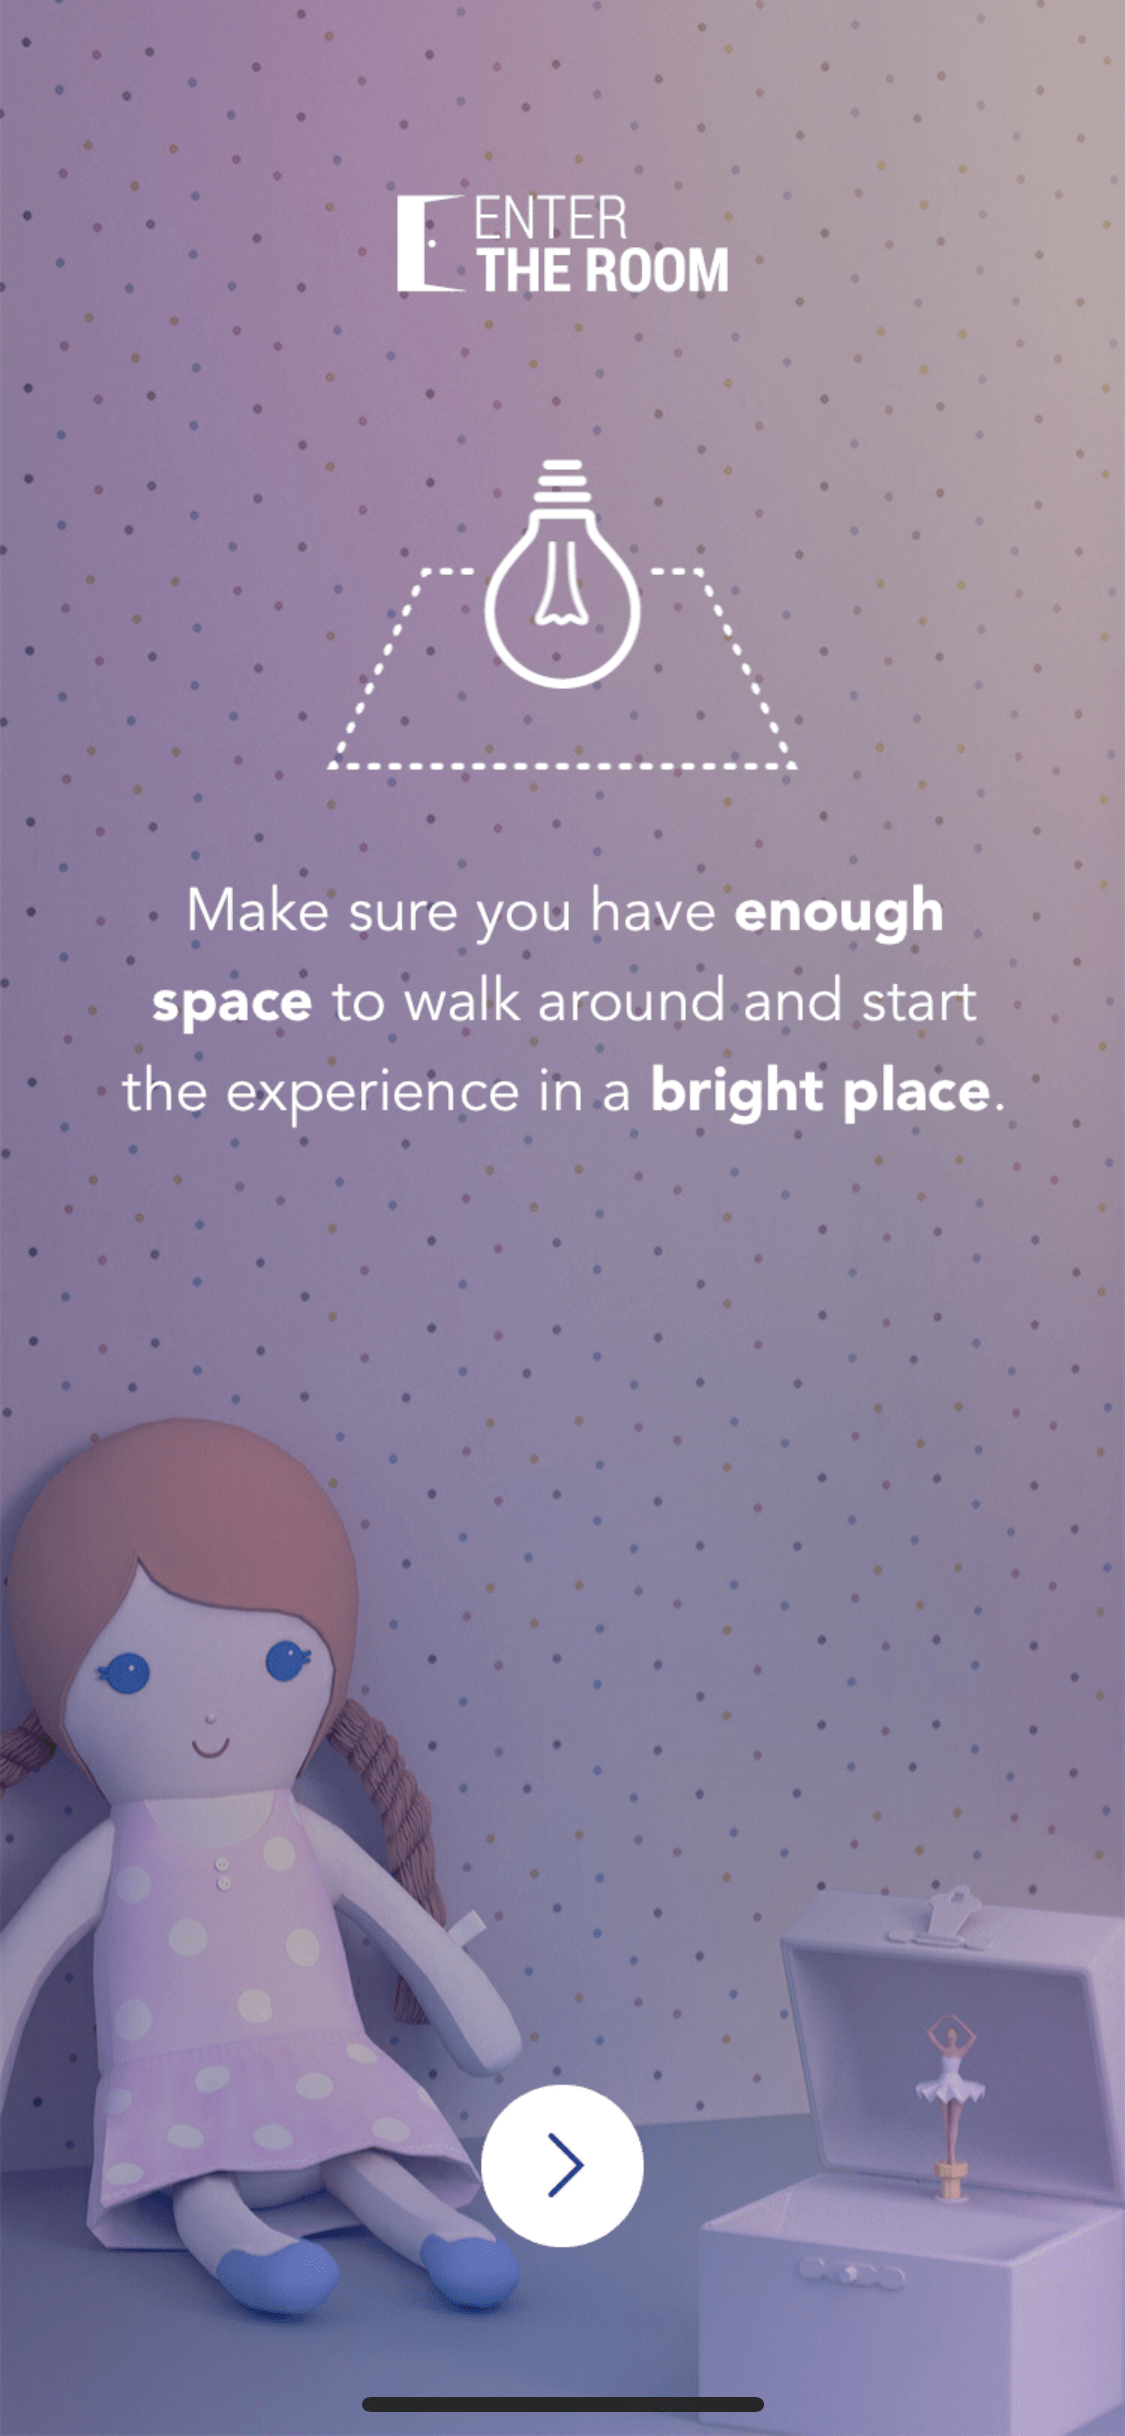 ENTER
THE ROOM
Make sure you have enough
space to walk around and start
the experience in a bright place.